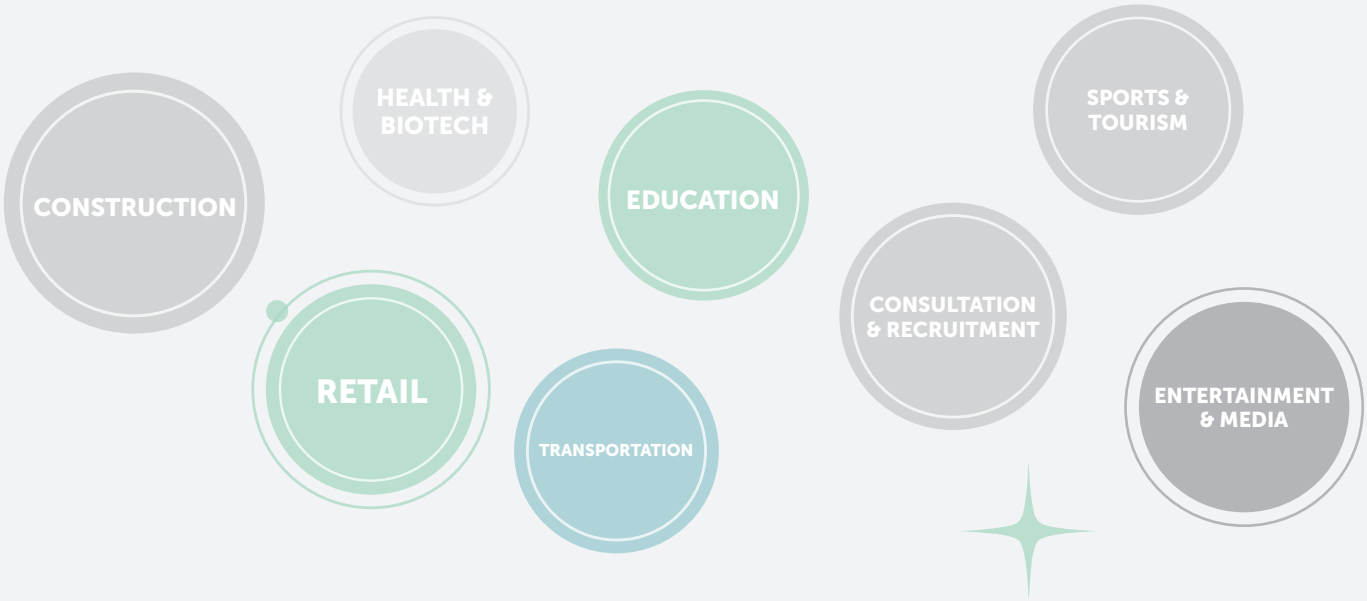 CONSTRUCTION
HEALTH &
BIOTECH
EDUCATION
SPORTS &
TOURISM
RETAIL
TRANSPORTATION
CONSULTATION
& RECRUITMENT
ENTERTAINMENT
& MEDIA